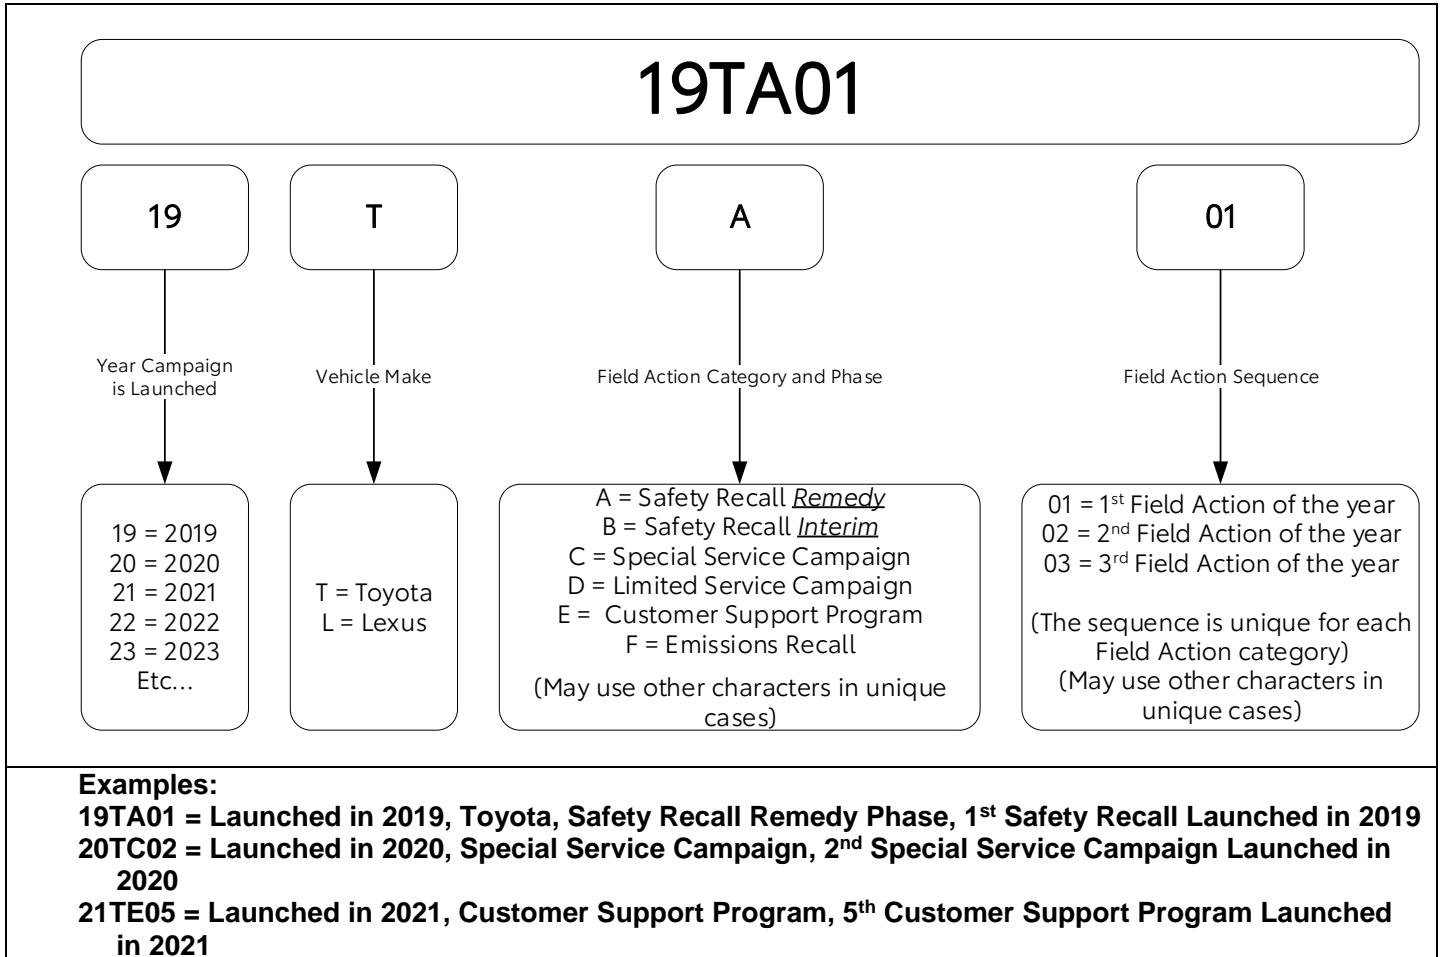 19TA01
19
T
A
01
Year Campaign
is Launched
Vehicle Make
Field Action Category and Phase
Field Action Sequence
19 = 2019
20 = 2020
21 = 2021
22 = 2022
23 = 2023
Etc…
T = Toyota
L = Lexus
A = Safety Recall Remedy
B = Safety Recall Interim
C = Special Service Campaign
D = Limited Service Campaign
E =  Customer Support Program
F = Emissions Recall
(May use other characters in unique
cases)
01 = 1st Field Action of the year
02 = 2nd Field Action of the year
03 = 3rd Field Action of the year
(The sequence is unique for each
Field Action category)
(May use other characters in
unique cases)
Examples:
19TA01 = Launched in 2019, Toyota, Safety Recall Remedy Phase, 1st Safety Recall Launched in 2019
20TC02 = Launched in 2020, Special Service Campaign, 2nd Special Service Campaign Launched in
2020
21TE05 = Launched in 2021, Customer Support Program, 5th Customer Support Program Launched
in 2021